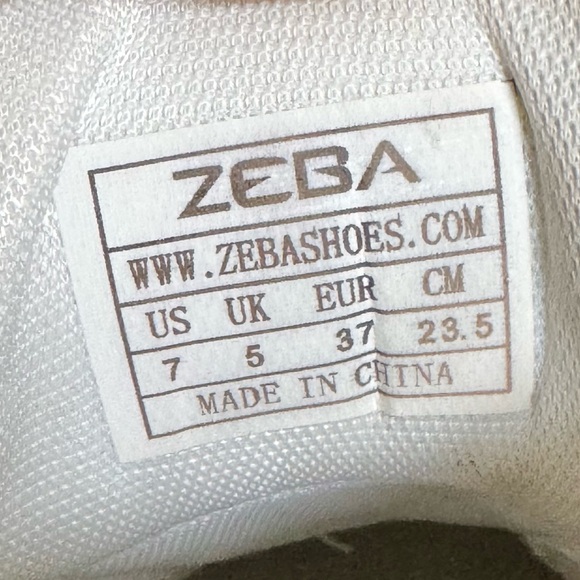 ZEBA
WWW.ZEBASHOES.COM
US UK EUR CM
7 5 37 23.5
MADE IN CHINA